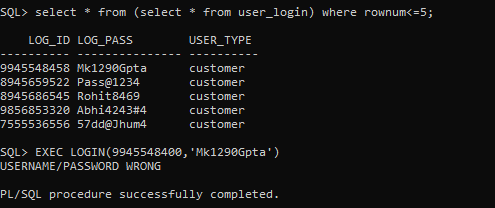 SQL> select * from (select * from user_login) where rownum<=5;
LOG_ID LOG_PASS USER_TYPE
---------- --------------- ----------
9945548458 Mk1290Gpta customer
8945659522 Pass@1234 customer
8945686545 Rohit8469 customer
9856853320 Abhi4243#4 customer
7555536556 57dd@Jhum4 customer
SQL> EXEC LOGIN(9945548400,'Mk1290Gpta')
USERNAME/PASSWORD WRONG
PL/SQL procedure successfully completed.